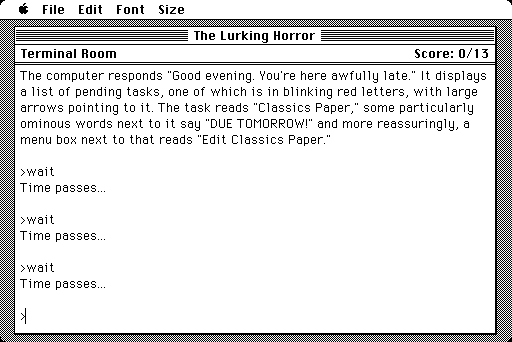 File Edit Font Size
The Lurking Horror
Terminal Room Score: 0/13
The computer responds "Good evening. You're here awfully late." It displays
a list of pending tasks, one of which is in blinking red letters, with large
arrows pointing to it. The task reads "Classics Paper," some particularly
ominous words next to it say "DUE TOMORROW!" and more reassuringly, a
menu box next to that reads "Edit Classics Paper."
>wait
Time passes...
>wait
Time passes...
>wait
Time passes...
>